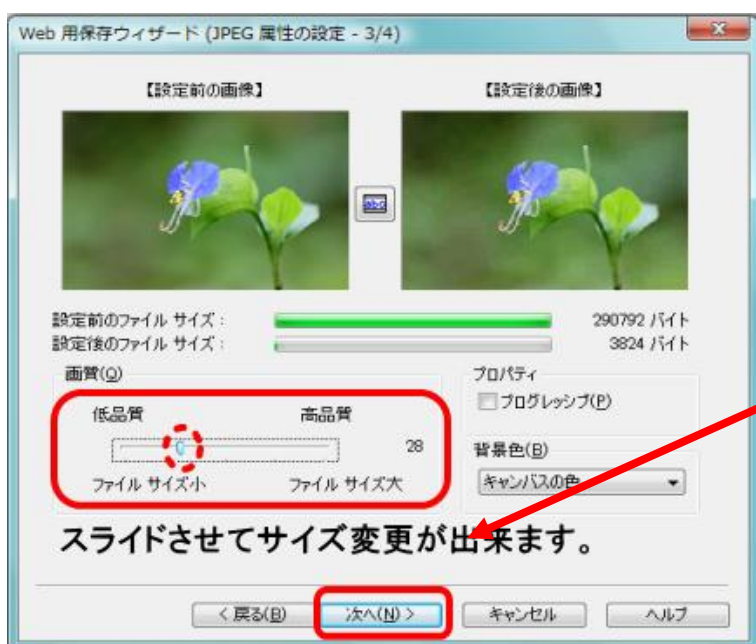 Web 用保存ウィザード (JPEG 属性の設定 - 3/4)
【設定前の画像】 【設定後の画像】
abc
設定前のファイル サイズ： 290792 バイト
設定後のファイル サイズ： 3824 バイト
画質(Q) プロパティ
プログレッシブ(P)
低品質 高品質
28
背景色(B)
ファイル サイズ小 ファイル サイズ大 キャンバスの色
スライドさせてサイズ変更が出来ます。
< 戻る(B) 次へ(N) > キャンセル ヘルプ